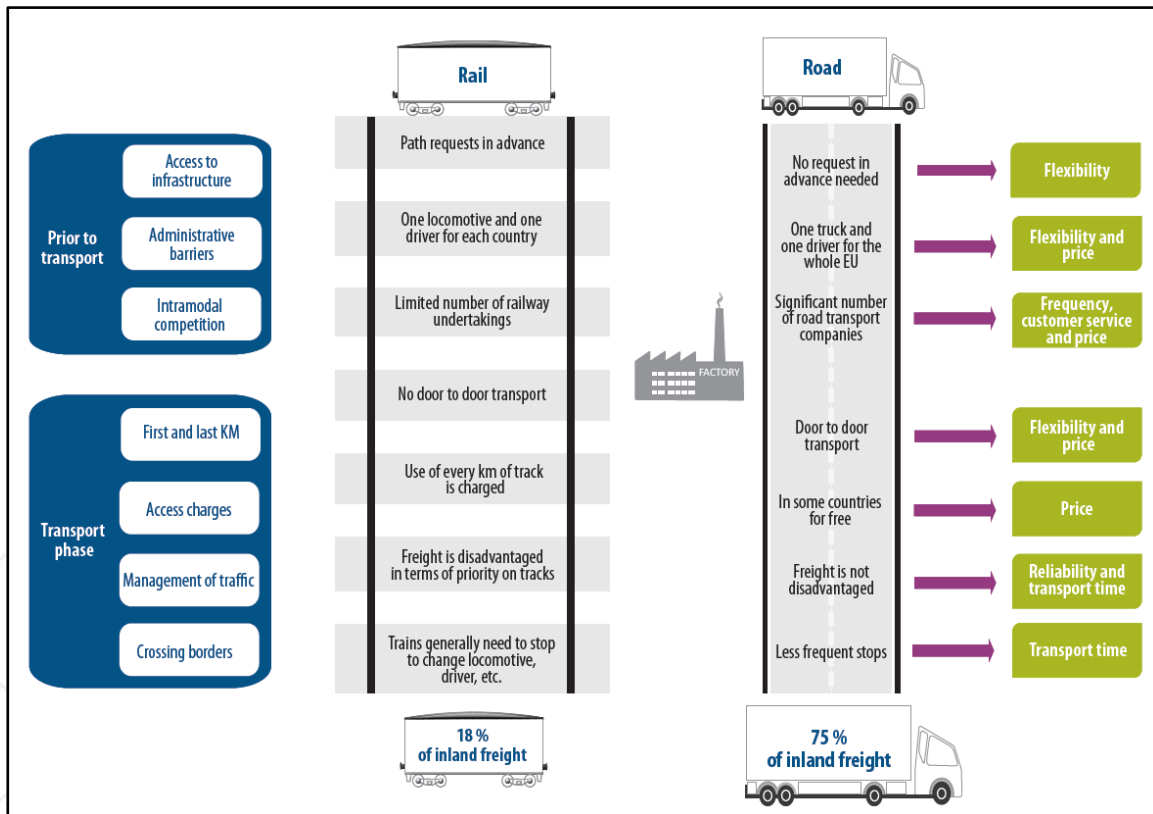 Rail
Road
Prior to
transport
Access to
infrastructure
Path requests in advance
No request in
advance needed
Flexibility
Administrative
barriers
One locomotive and one
driver for each country
One truck and
one driver for the
whole EU
Flexibility and
price
Intramodal
competition
Limited number of railway
undertakings
Significant number
of road transport
companies
Frequency,
customer service
and price
FACTORY
Transport
phase
First and last KM
No door to door transport
Door to door
transport
Flexibility and
price
Access charges
Use of every km of track
is charged
In some countries
for free
Price
Management of traffic
Freight is disadvantaged
in terms of priority on tracks
Freight is not
disadvantaged
Reliability and
transport time
Crossing borders
Trains generally need to stop
to change locomotive,
driver, etc.
Less frequent stops
Transport time
18 %
of inland freight
75 %
of inland freight